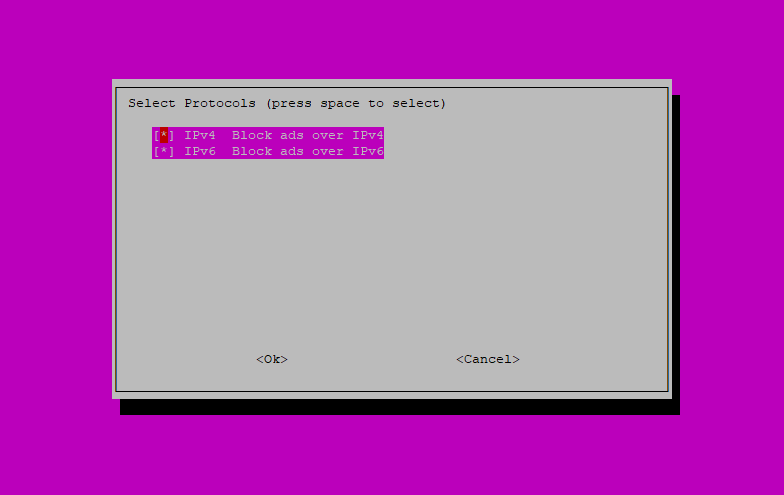 Select Protocols (press space to select)
[*] IPv4  Block ads over IPv4
[*] IPv6  Block ads over IPv6
<Ok> <Cancel>